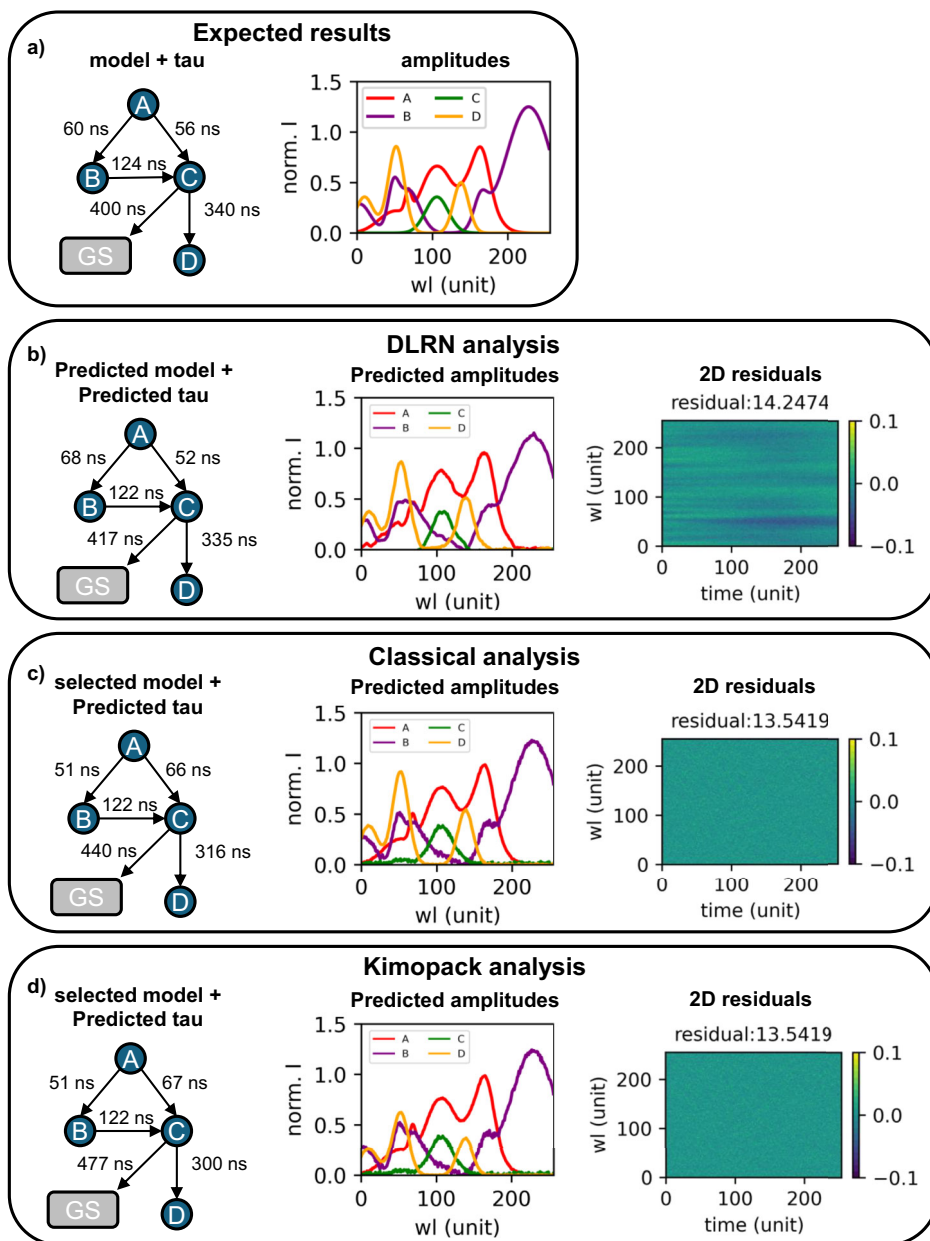 Expected results
a)
model + tau
amplitudes
A
60 ns
56 ns
B
124 ns
C
400 ns
340 ns
GS
D
norm. I
1.5
1.0
0.5
0.0
A
C
B
D
0
100
200
wl (unit)
b)
DLRN analysis
Predicted model +
Predicted tau
Predicted amplitudes
2D residuals
A
68 ns
52 ns
B
122 ns
C
417 ns
335 ns
GS
D
norm. I
1.5
1.0
0.5
0.0
A
C
B
D
0
100
200
wl (unit)
residual:14.2474
wl (unit)
200
100
0
0
100
200
time (unit)
0.1
0.0
−0.1
c)
Classical analysis
selected model +
Predicted tau
Predicted amplitudes
2D residuals
A
51 ns
66 ns
B
122 ns
C
440 ns
316 ns
GS
D
norm. I
1.5
1.0
0.5
0.0
A
C
B
D
0
100
200
wl (unit)
residual:13.5419
wl (unit)
200
100
0
0
100
200
time (unit)
0.1
0.0
−0.1
d)
Kimopack analysis
selected model +
Predicted tau
Predicted amplitudes
2D residuals
A
51 ns
67 ns
B
122 ns
C
477 ns
300 ns
GS
D
norm. I
1.5
1.0
0.5
0.0
A
C
B
D
0
100
200
wl (unit)
residual:13.5419
wl (unit)
200
100
0
0
100
200
time (unit)
0.1
0.0
−0.1